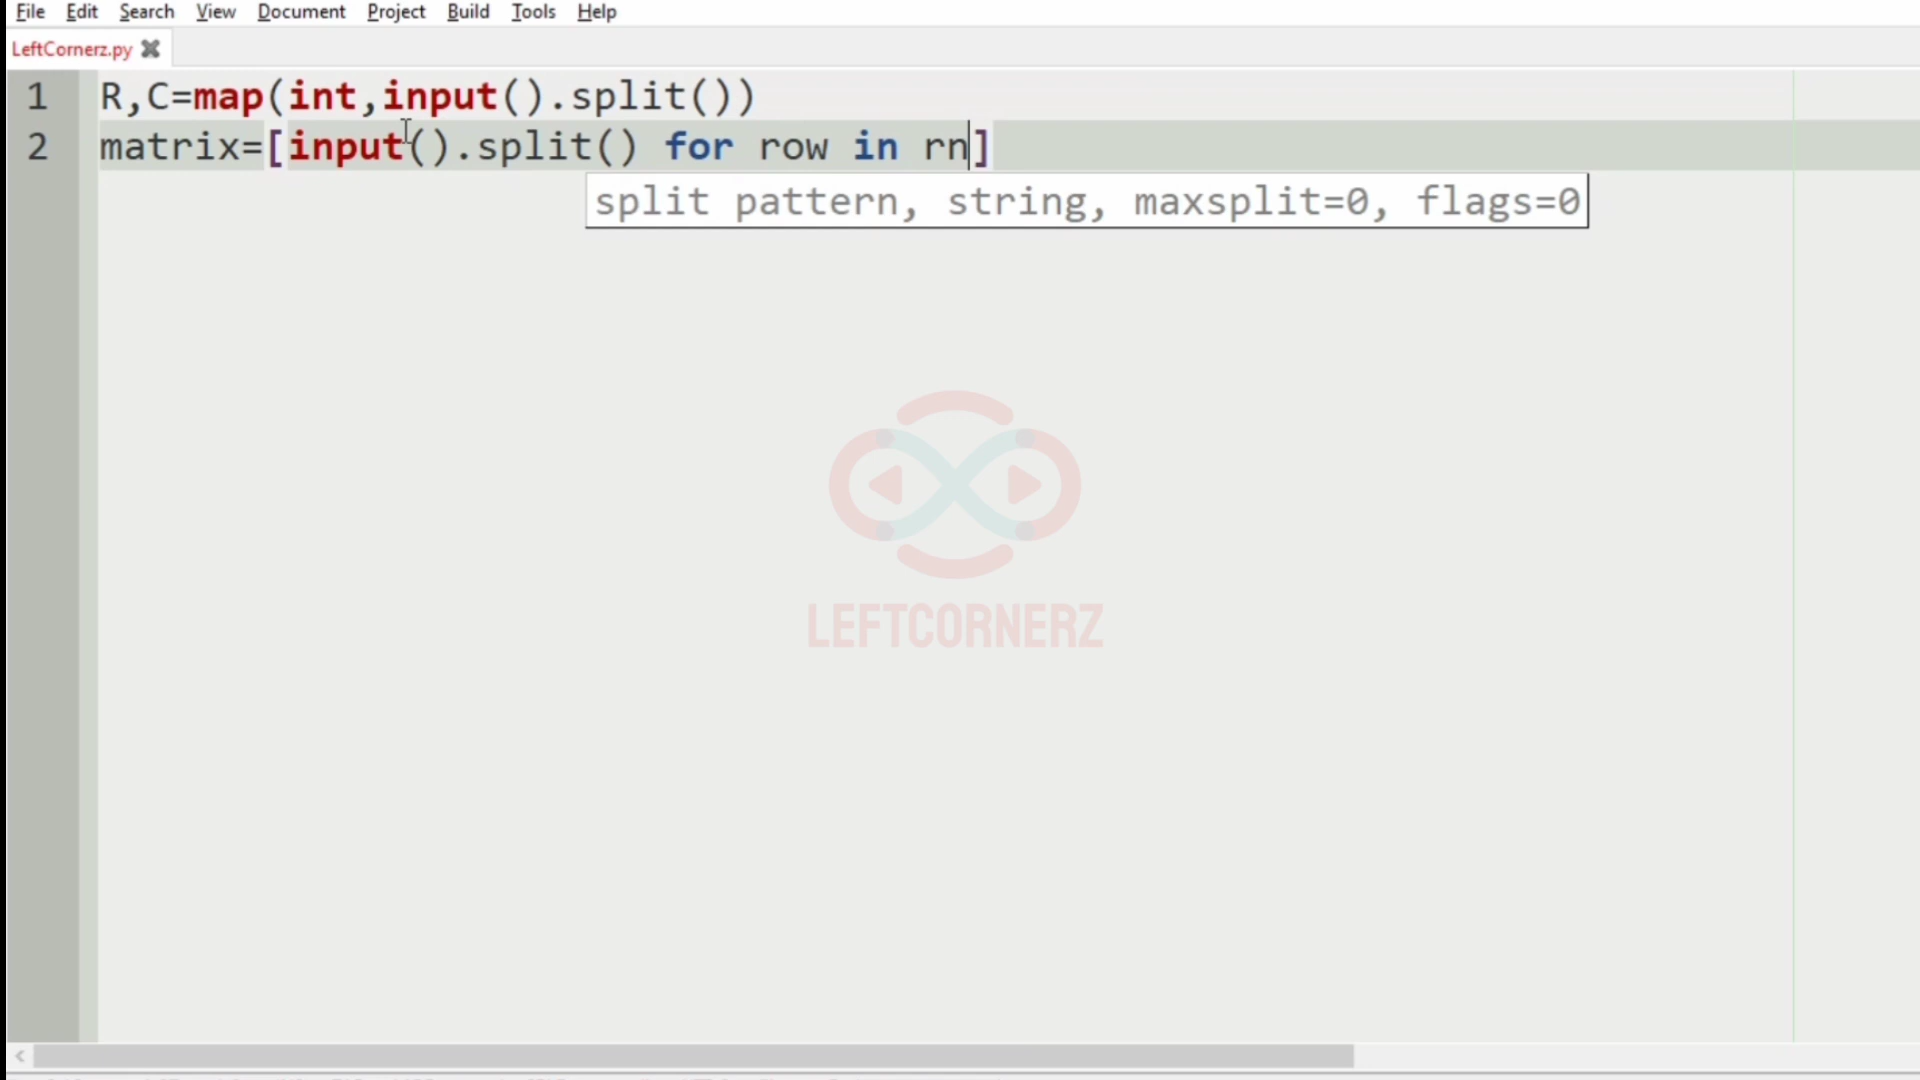 File Edit Search View Document Project Build Tools Help
LeftCornerz.py
1 R,C=map(int,input().split())
2 matrix=[input().split() for row in rn]
split pattern, string, maxsplit=0, flags=0
LEFTCORNERZ